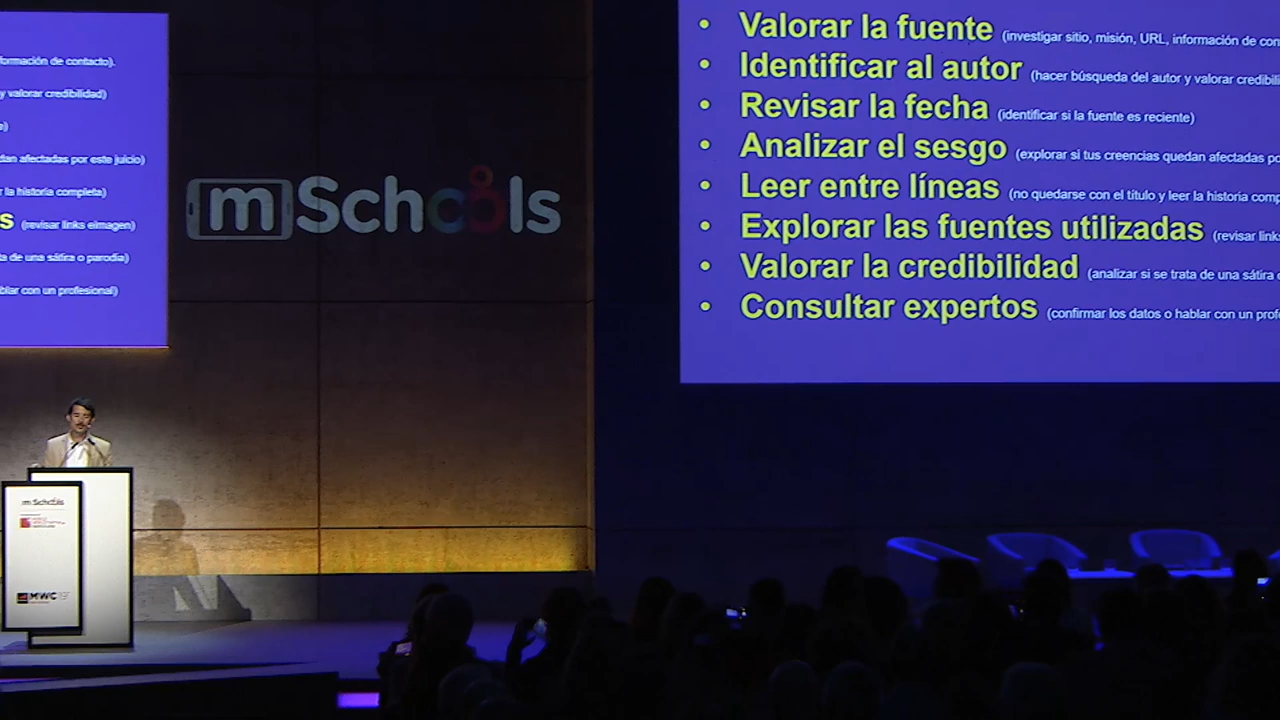 formación de contacto).
y valorar credibilidad)
e)
dan afectadas por este juicio)
r la historia completa)
s (revisar links eimagen)
ta de una sátira o parodia)
blar con un profesional)
mSchools
• Valorar la fuente (investigar sitio, misión, URL, información de con
• Identificar al autor (hacer búsqueda del autor y valorar credibili
• Revisar la fecha (identificar si la fuente es reciente)
• Analizar el sesgo (explorar si tus creencias quedan afectadas po
• Leer entre líneas (no quedarse con el título y leer la historia comp
• Explorar las fuentes utilizadas (revisar links
• Valorar la credibilidad (analizar si se trata de una sátira o
• Consultar expertos (confirmar los datos o hablar con un profe
mSchools
MWC19